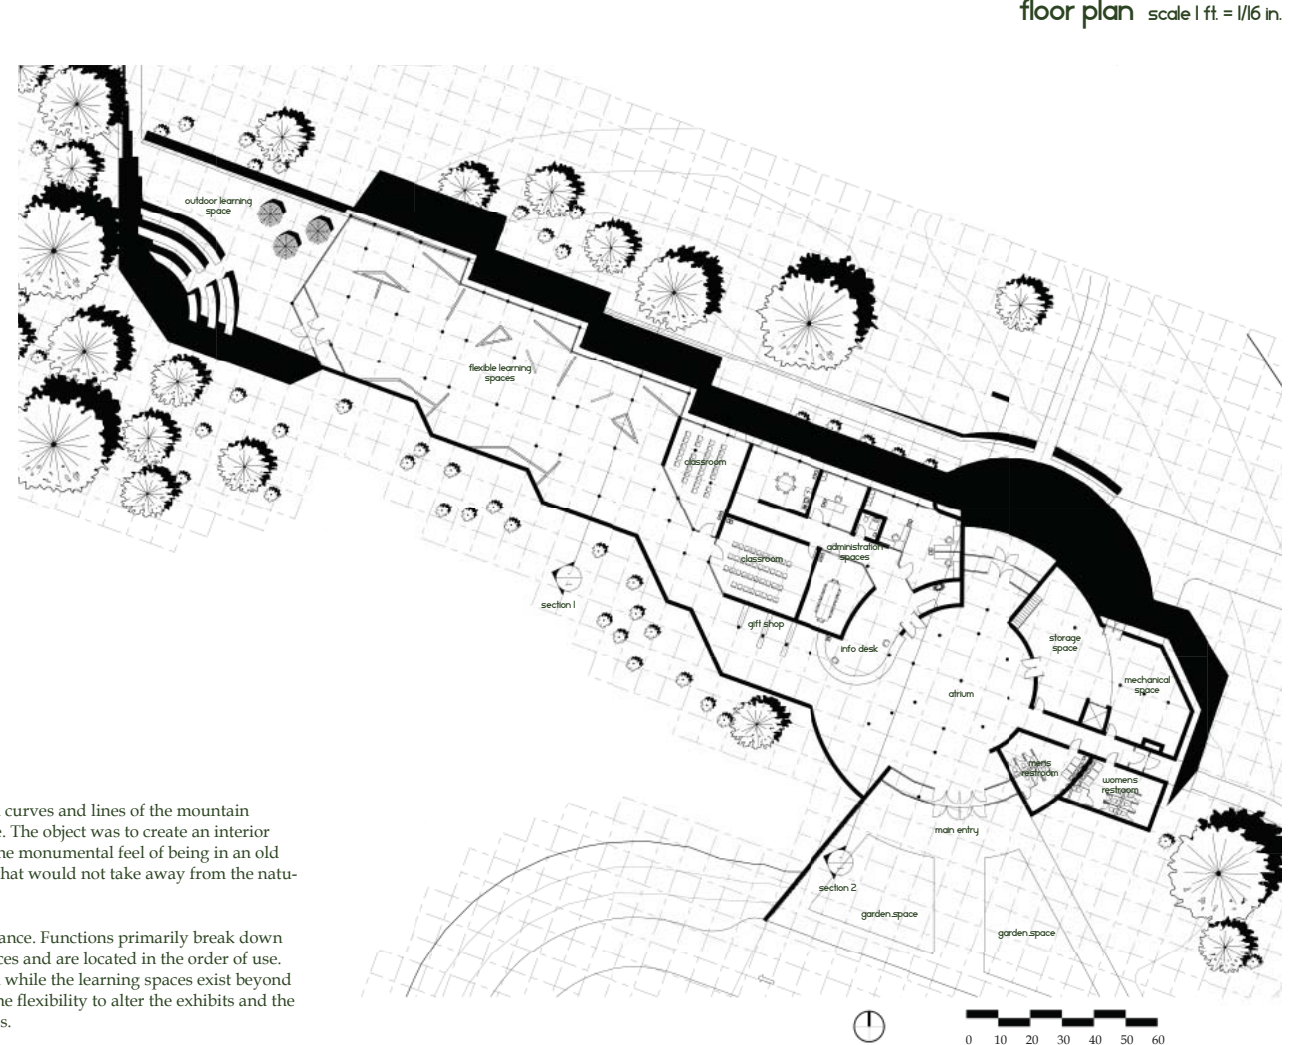 floor plan scale 1 ft. = 1/16 in.
outdoor learning
space
flexible learning
spaces
classroom
classroom
administration
spaces
section 1
gift shop
info desk
storage
space
mechanical
space
atrium
mens
restroom
womens
restroom
main entry
section 2
garden space
garden space
curves and lines of the mountain
e. The object was to create an interior
he monumental feel of being in an old
hat would not take away from the natu-
ance. Functions primarily break down
ces and are located in the order of use.
while the learning spaces exist beyond
he flexibility to alter the exhibits and the
s.
0 10 20 30 40 50 60